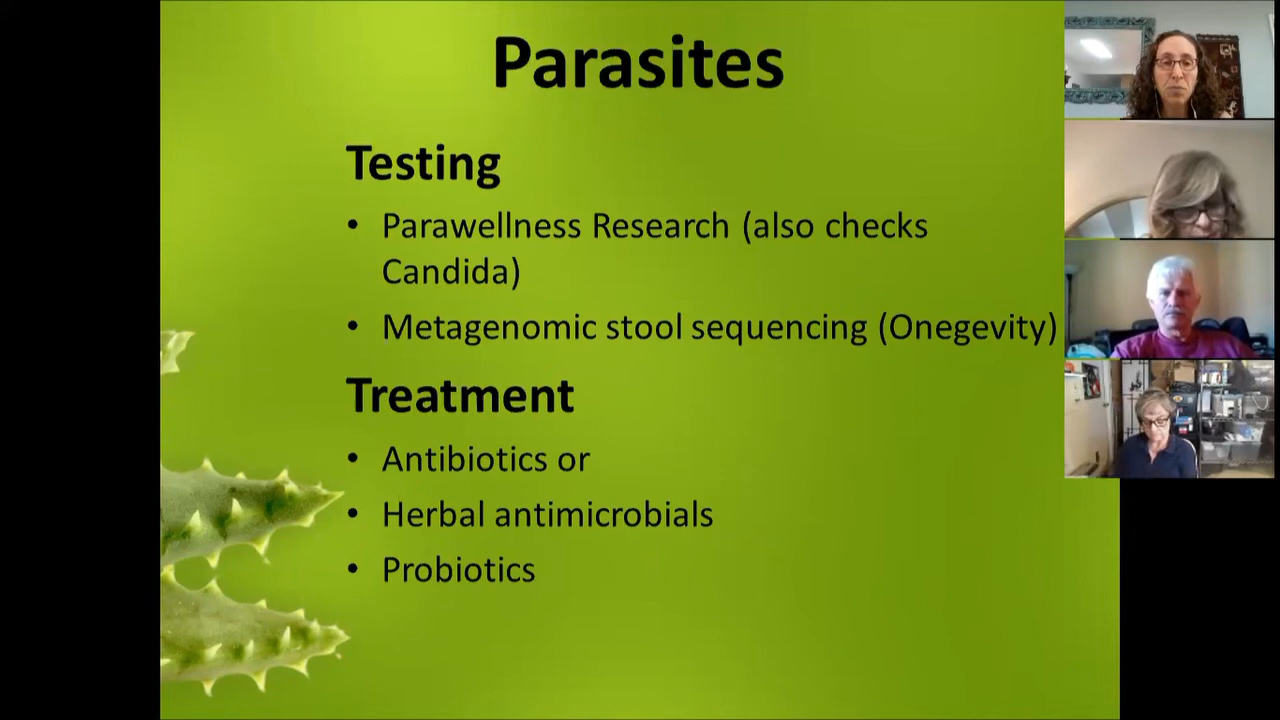 Parasites
Testing
• Parawellness Research (also checks
Candida)
• Metagenomic stool sequencing (Onegevity)
Treatment
• Antibiotics or
• Herbal antimicrobials
• Probiotics